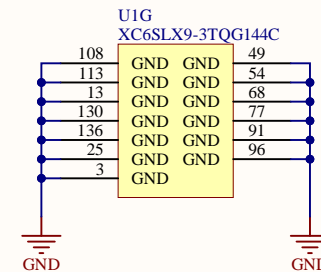 U1G
XC6SLX9-3TQG144C
108 GND GND 49
113 GND GND 54
13 GND GND 68
130 GND GND 77
136 GND GND 91
25 GND GND 96
3 GND
GND GND